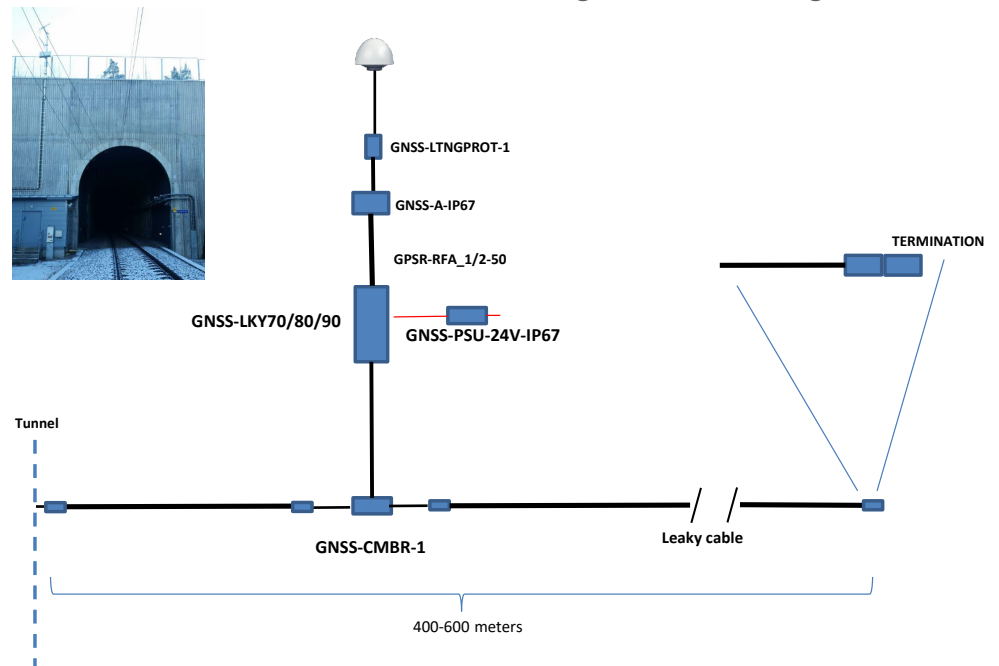 GNSS-LTNGPROT-1
GNSS-A-IP67
GPSR-RFA_1/2-50
TERMINATION
GNSS-LKY70/80/90
GNSS-PSU-24V-IP67
Tunnel
Leaky cable
GNSS-CMBR-1
400-600 meters